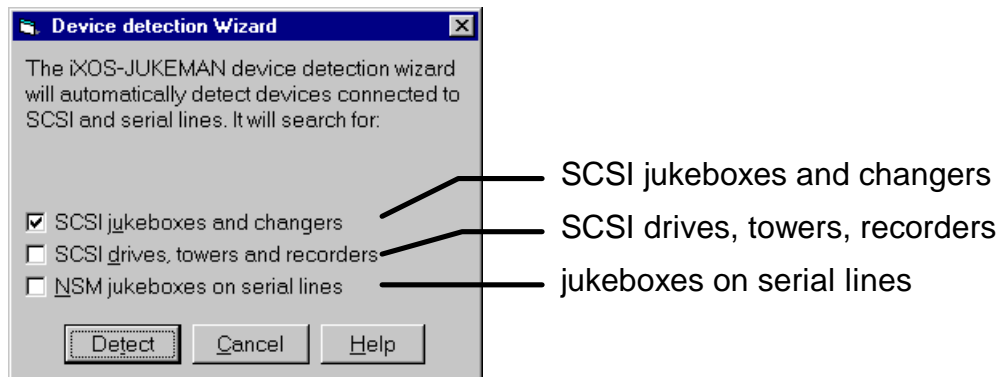 Device detection Wizard
The iXOS-JUKEMAN device detection wizard
will automatically detect devices connected to
SCSI and serial lines. It will search for:
SCSI jukeboxes and changers
SCSI drives, towers and recorders
NSM jukeboxes on serial lines
Detect Cancel Help
SCSI jukeboxes and changers
SCSI drives, towers, recorders
jukeboxes on serial lines